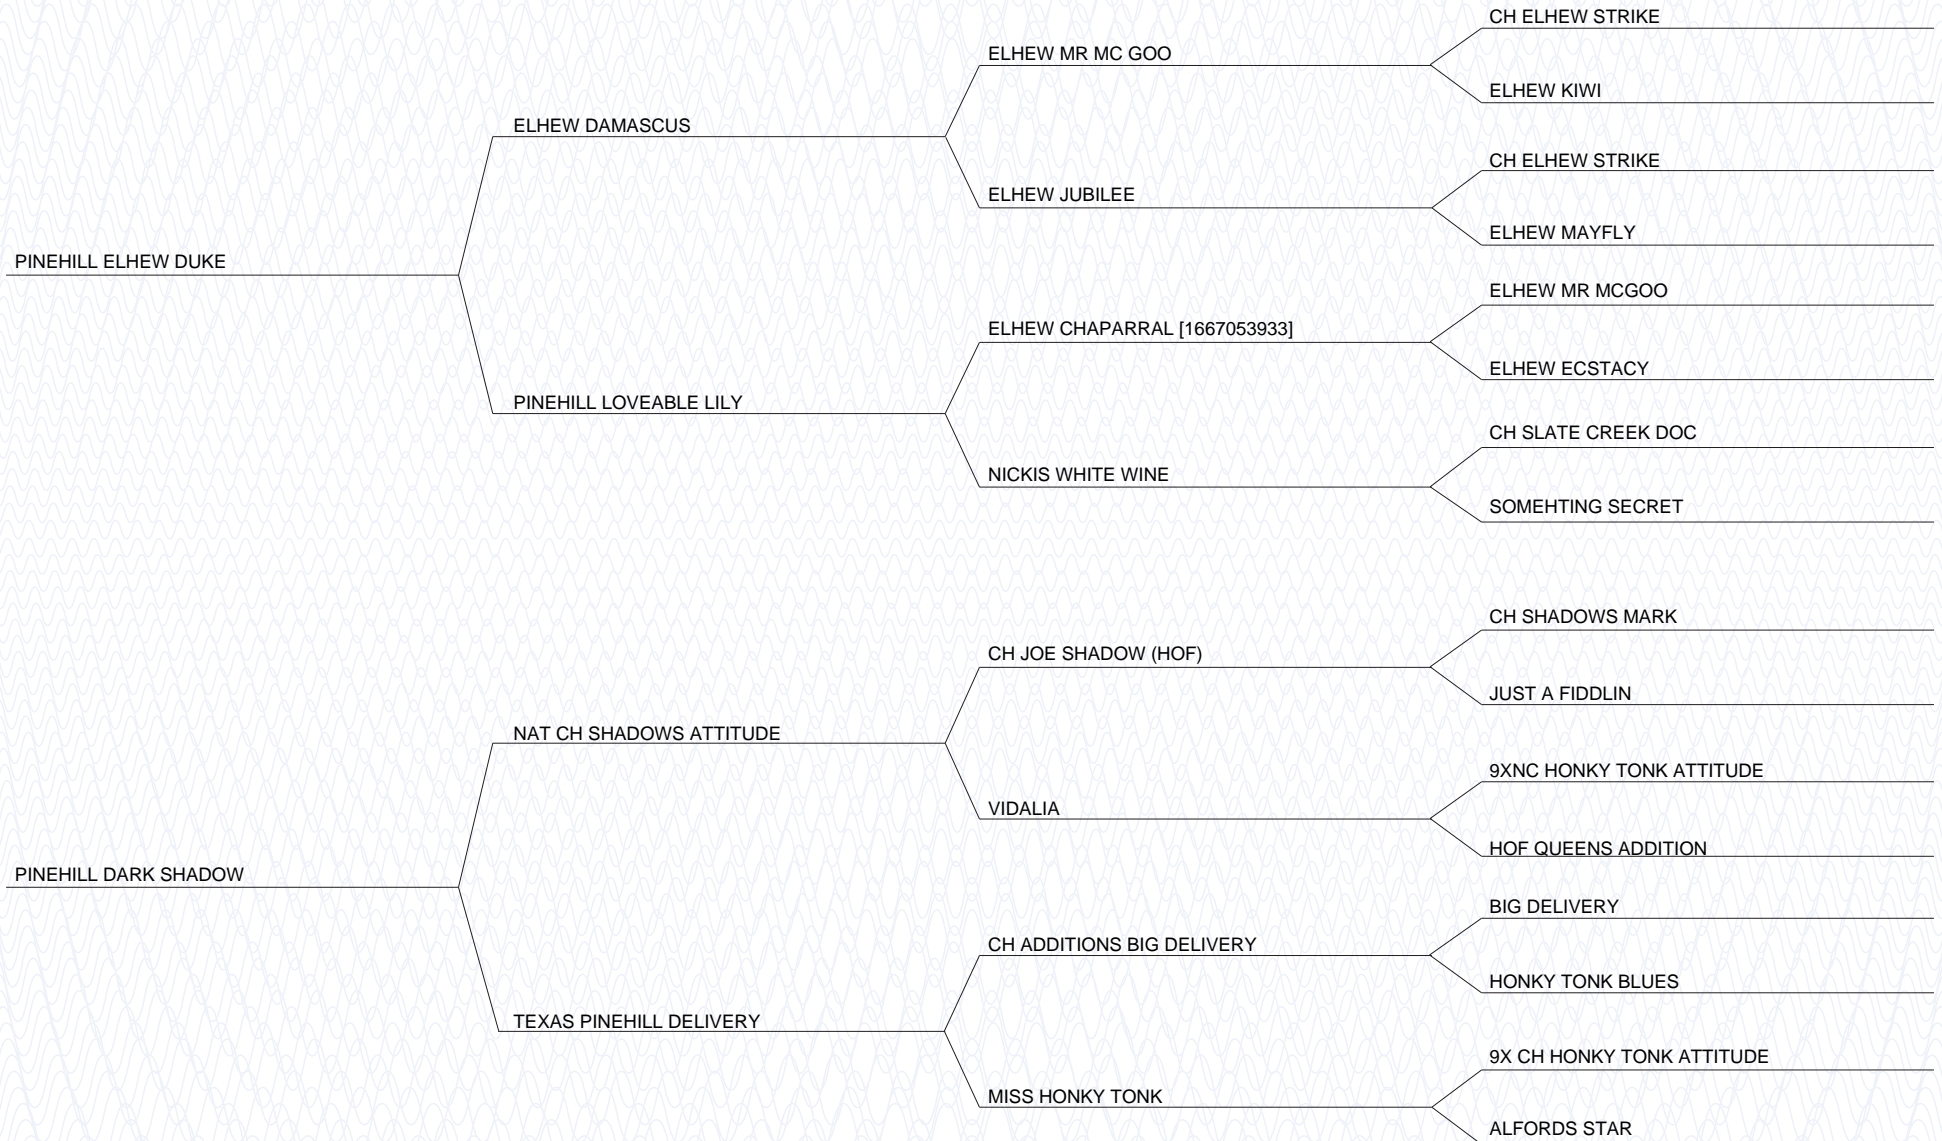 CH ELHEW STRIKE
ELHEW MR MC GOO
ELHEW KIWI
ELHEW DAMASCUS
CH ELHEW STRIKE
ELHEW JUBILEE
ELHEW MAYFLY
PINEHILL ELHEW DUKE
ELHEW MR MCGOO
ELHEW CHAPARRAL [1667053933]
ELHEW ECSTACY
PINEHILL LOVEABLE LILY
CH SLATE CREEK DOC
NICKIS WHITE WINE
SOMEHTING SECRET
CH SHADOWS MARK
CH JOE SHADOW (HOF)
JUST A FIDDLIN
NAT CH SHADOWS ATTITUDE
9XNC HONKY TONK ATTITUDE
VIDALIA
HOF QUEENS ADDITION
PINEHILL DARK SHADOW
BIG DELIVERY
CH ADDITIONS BIG DELIVERY
HONKY TONK BLUES
TEXAS PINEHILL DELIVERY
9X CH HONKY TONK ATTITUDE
MISS HONKY TONK
ALFORDS STAR